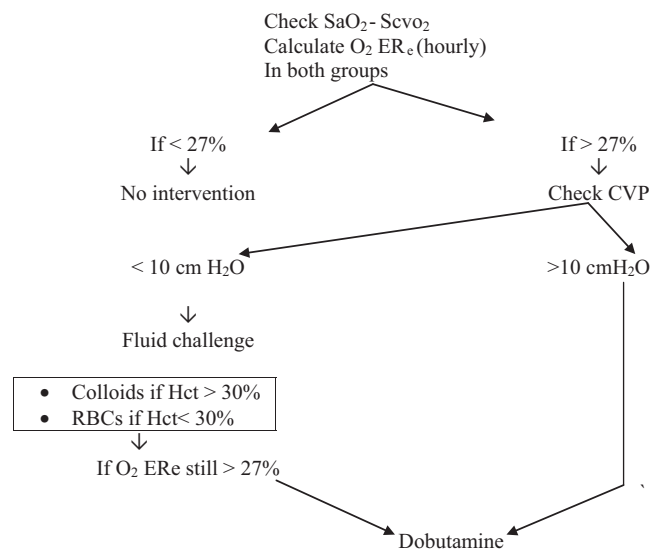 Check SaO₂ - Scvo₂
Calculate O₂ ERₑ (hourly)
In both groups
If < 27%
If > 27%
No intervention
Check CVP
< 10 cm H₂O
>10 cmH₂O
Fluid challenge
• Colloids if Hct > 30%
• RBCs if Hct< 30%
If O₂ ERe still > 27%
Dobutamine